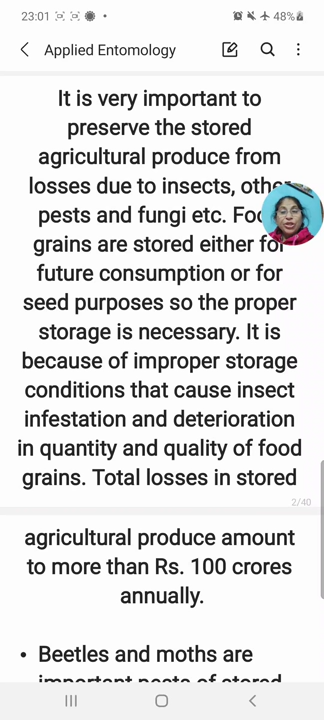 23:01
48%
Applied Entomology
It is very important to
preserve the stored
agricultural produce from
losses due to insects, other
pests and fungi etc. Food
grains are stored either for
future consumption or for
seed purposes so the proper
storage is necessary. It is
because of improper storage
conditions that cause insect
infestation and deterioration
in quantity and quality of food
grains. Total losses in stored
2/40
agricultural produce amount
to more than Rs. 100 crores
annually.
• Beetles and moths are
important pests of stored